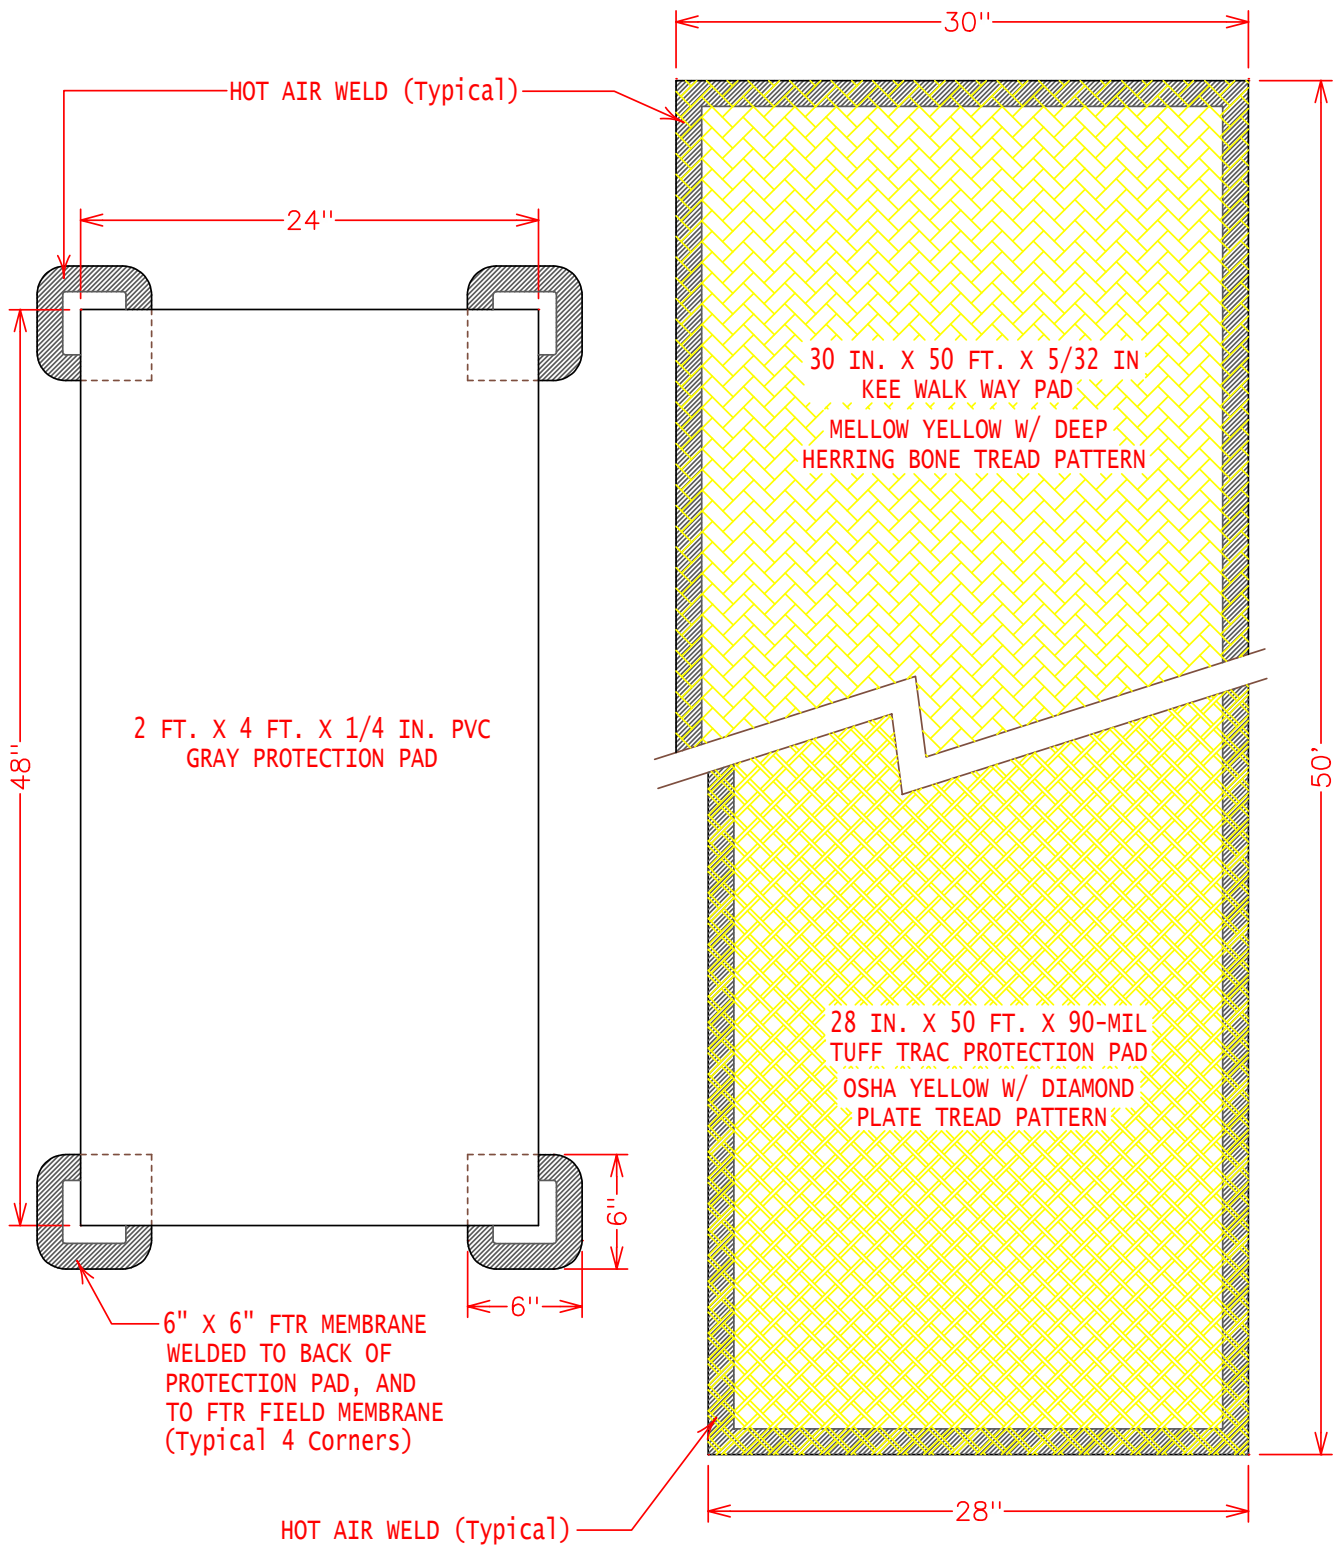 30"
HOT AIR WELD (Typical)
24"
30 IN. X 50 FT. X 5/32 IN
KEE WALK WAY PAD
MELLOW YELLOW W/ DEEP
HERRING BONE TREAD PATTERN
2 FT. X 4 FT. X 1/4 IN. PVC
GRAY PROTECTION PAD
48"
50'
28 IN. X 50 FT. X 90-MIL
TUFF TRAC PROTECTION PAD
OSHA YELLOW W/ DIAMOND
PLATE TREAD PATTERN
6"
6"
6" X 6" FTR MEMBRANE
WELDED TO BACK OF
PROTECTION PAD, AND
TO FTR FIELD MEMBRANE
(Typical 4 Corners)
28"
HOT AIR WELD (Typical)